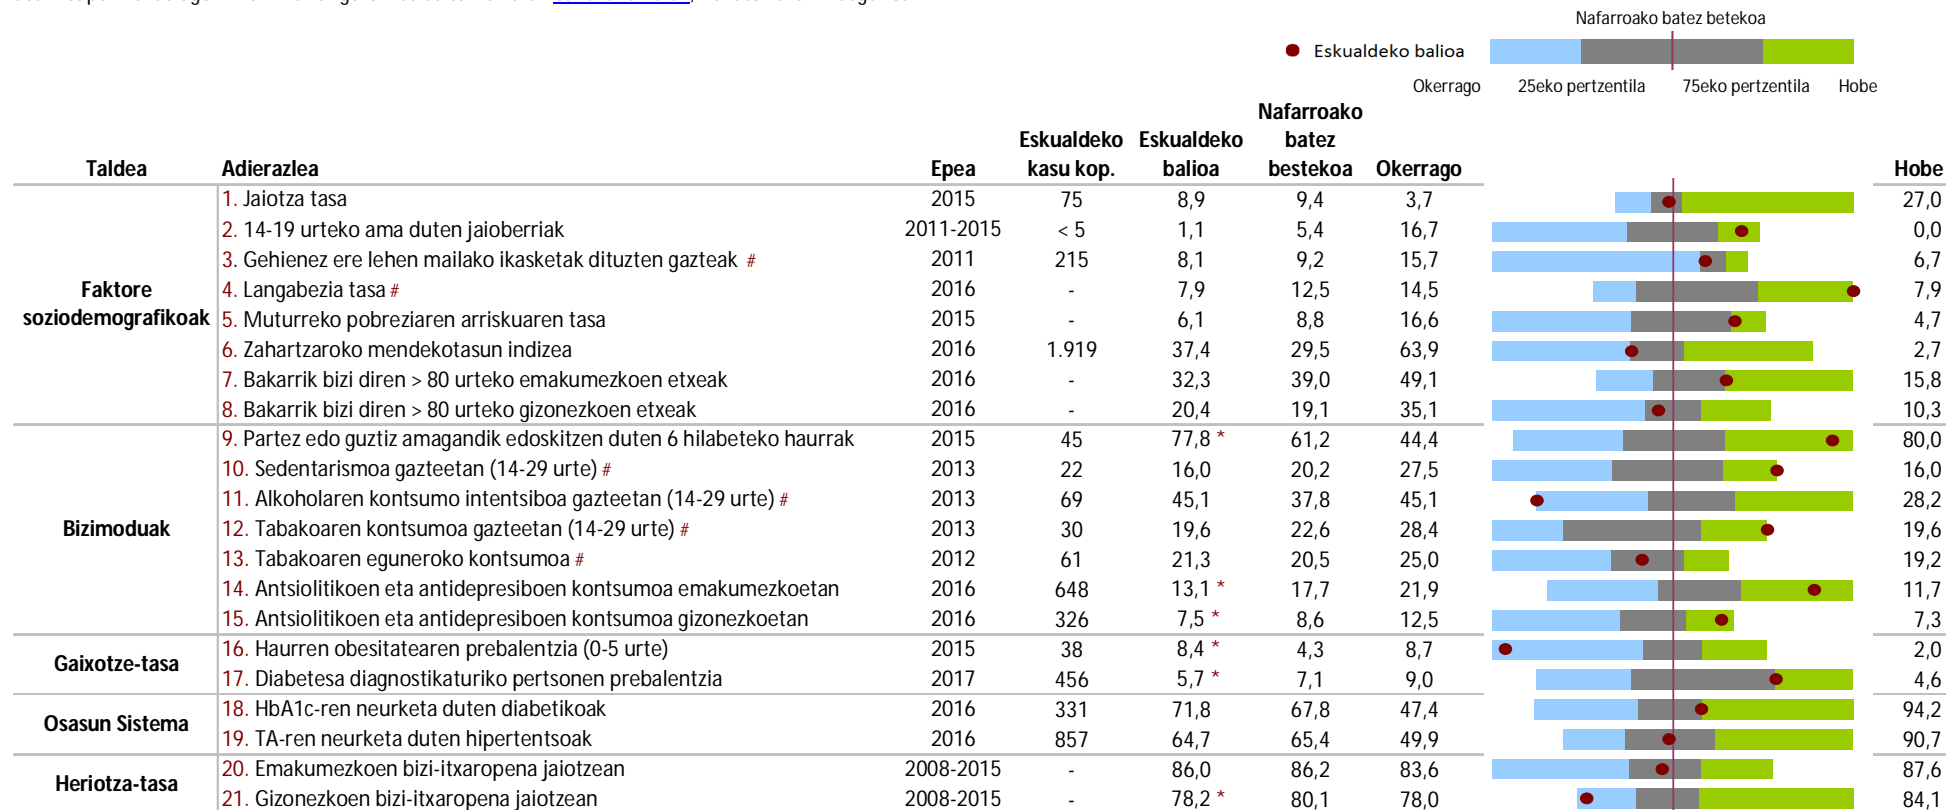 Nafarroako batez betekoa
Eskualdeko balioa
Okerrago 25eko pertzentila 75eko pertzentila Hobe
Nafarroako
Eskualdeko Eskualdeko batez
Taldea Adierazlea Epea kasu kop. balioa bestekoa Okerrago Hobe
1. Jaiotza tasa 2015 75 8,9 9,4 3,7 27,0
2. 14-19 urteko ama duten jaioberriak 2011-2015 < 5 1,1 5,4 16,7 0,0
3. Gehienez ere lehen mailako ikasketak dituzten gazteak # 2011 215 8,1 9,2 15,7 6,7
Faktore
4. Langabezia tasa # 2016 - 7,9 12,5 14,5 7,9
soziodemografikoak
5. Muturreko pobreziaren arriskuaren tasa 2015 - 6,1 8,8 16,6 4,7
6. Zahartzaroko mendekotasun indizea 2016 1.919 37,4 29,5 63,9 2,7
7. Bakarrik bizi diren > 80 urteko emakumezkoen etxeak 2016 - 32,3 39,0 49,1 15,8
8. Bakarrik bizi diren > 80 urteko gizonezkoen etxeak 2016 - 20,4 19,1 35,1 10,3
9. Partez edo guztiz amagandik edoskitzen duten 6 hilabeteko haurrak 2015 45 77,8 * 61,2 44,4 80,0
10. Sedentarismoa gazteetan (14-29 urte) # 2013 22 16,0 20,2 27,5 16,0
11. Alkoholaren kontsumo intentsiboa gazteetan (14-29 urte) # 2013 69 45,1 37,8 45,1 28,2
Bizimoduak 12. Tabakoaren kontsumoa gazteetan (14-29 urte) # 2013 30 19,6 22,6 28,4 19,6
13. Tabakoaren eguneroko kontsumoa # 2012 61 21,3 20,5 25,0 19,2
14. Antsiolitikoen eta antidepresiboen kontsumoa emakumezkoetan 2016 648 13,1 * 17,7 21,9 11,7
15. Antsiolitikoen eta antidepresiboen kontsumoa gizonezkoetan 2016 326 7,5 * 8,6 12,5 7,3
Gaixotze-tasa
16. Haurren obesitatearen prebalentzia (0-5 urte) 2015 38 8,4 * 4,3 8,7 2,0
17. Diabetesa diagnostikaturiko pertsonen prebalentzia 2017 456 5,7 * 7,1 9,0 4,6
Osasun Sistema
18. HbA1c-ren neurketa duten diabetikoak 2016 331 71,8 67,8 47,4 94,2
19. TA-ren neurketa duten hipertentsoak 2016 857 64,7 65,4 49,9 90,7
Heriotza-tasa
20. Emakumezkoen bizi-itxaropena jaiotzean 2008-2015 - 86,0 86,2 83,6 87,6
21. Gizonezkoen bizi-itxaropena jaiotzean 2008-2015 - 78,2 * 80,1 78,0 84,1